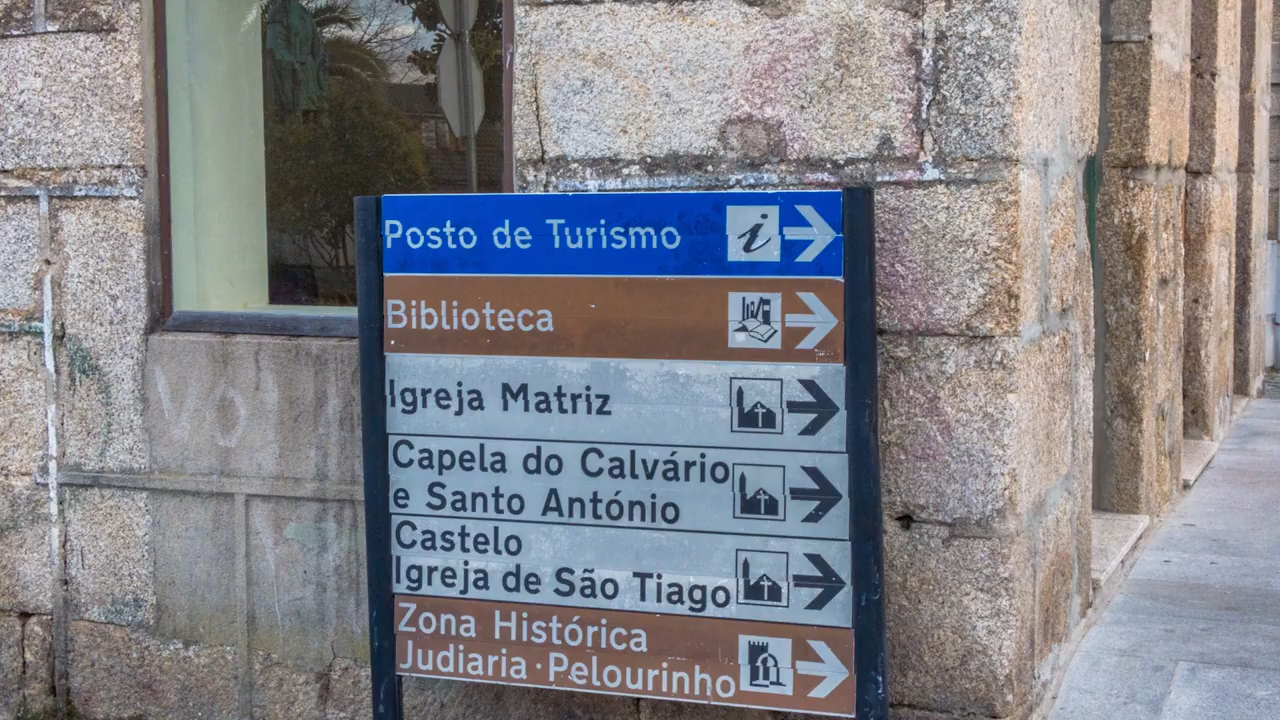 Posto de Turismo i
Biblioteca
Igreja Matriz
Capela do Calvário
e Santo António
Castelo
Igreja de São Tiago
Zona Histórica
Judiaria · Pelourinho
VO